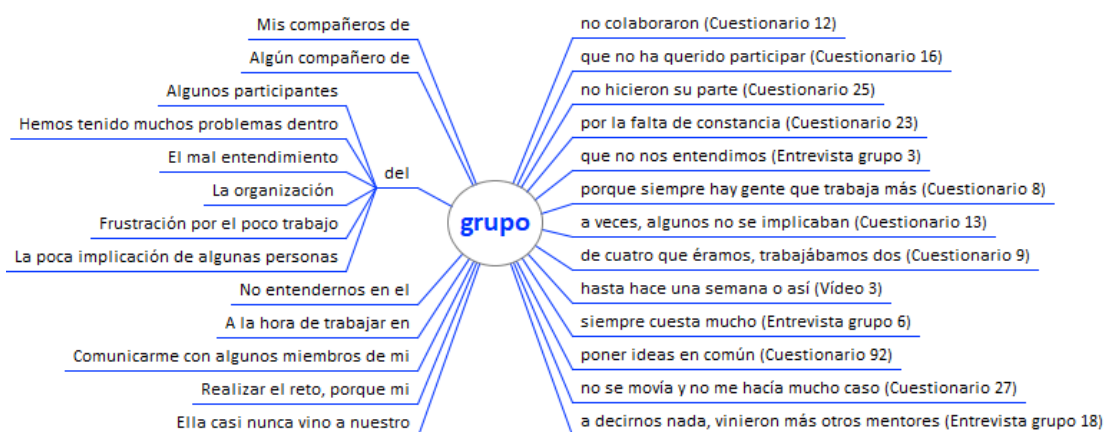 Mis compañeros de
Algún compañero de
Algunos participantes
Hemos tenido muchos problemas dentro
El mal entendimiento
La organización
Frustración por el poco trabajo
La poca implicación de algunas personas
del
No entendernos en el
A la hora de trabajar en
Comunicarme con algunos miembros de mi
Realizar el reto, porque mi
Ella casi nunca vino a nuestro
grupo
no colaboraron (Cuestionario 12)
que no ha querido participar (Cuestionario 16)
no hicieron su parte (Cuestionario 25)
por la falta de constancia (Cuestionario 23)
que no nos entendimos (Entrevista grupo 3)
porque siempre hay gente que trabaja más (Cuestionario 8)
a veces, algunos no se implicaban (Cuestionario 13)
de cuatro que éramos, trabajábamos dos (Cuestionario 9)
hasta hace una semana o así (Vídeo 3)
siempre cuesta mucho (Entrevista grupo 6)
poner ideas en común (Cuestionario 92)
no se movía y no me hacía mucho caso (Cuestionario 27)
a decirnos nada, vinieron más otros mentores (Entrevista grupo 18)